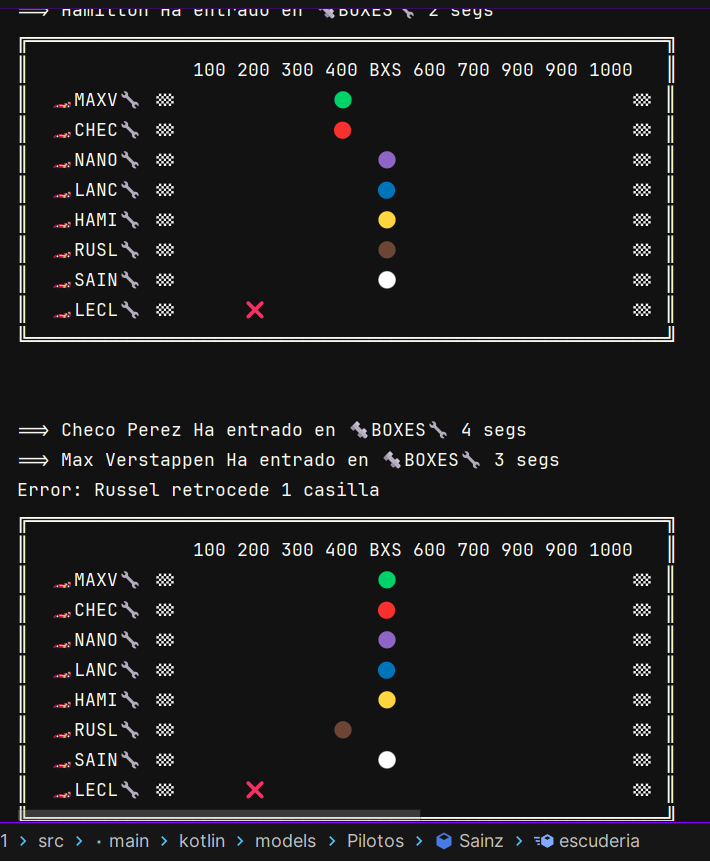 ==> Hamilton Ha entrado en 🔩BOXES🔧 2 segs
100 200 300 400 BXS 600 700 900 900 1000
MAXV
CHEC
NANO
LANC
HAMI
RUSL
SAIN
LECL
==> Checo Perez Ha entrado en 🔩BOXES🔧 4 segs
==> Max Verstappen Ha entrado en 🔩BOXES🔧 3 segs
Error: Russel retrocede 1 casilla
100 200 300 400 BXS 600 700 900 900 1000
MAXV
CHEC
NANO
LANC
HAMI
RUSL
SAIN
LECL
1 > src > main > kotlin > models > Pilotos > Sainz > escuderia